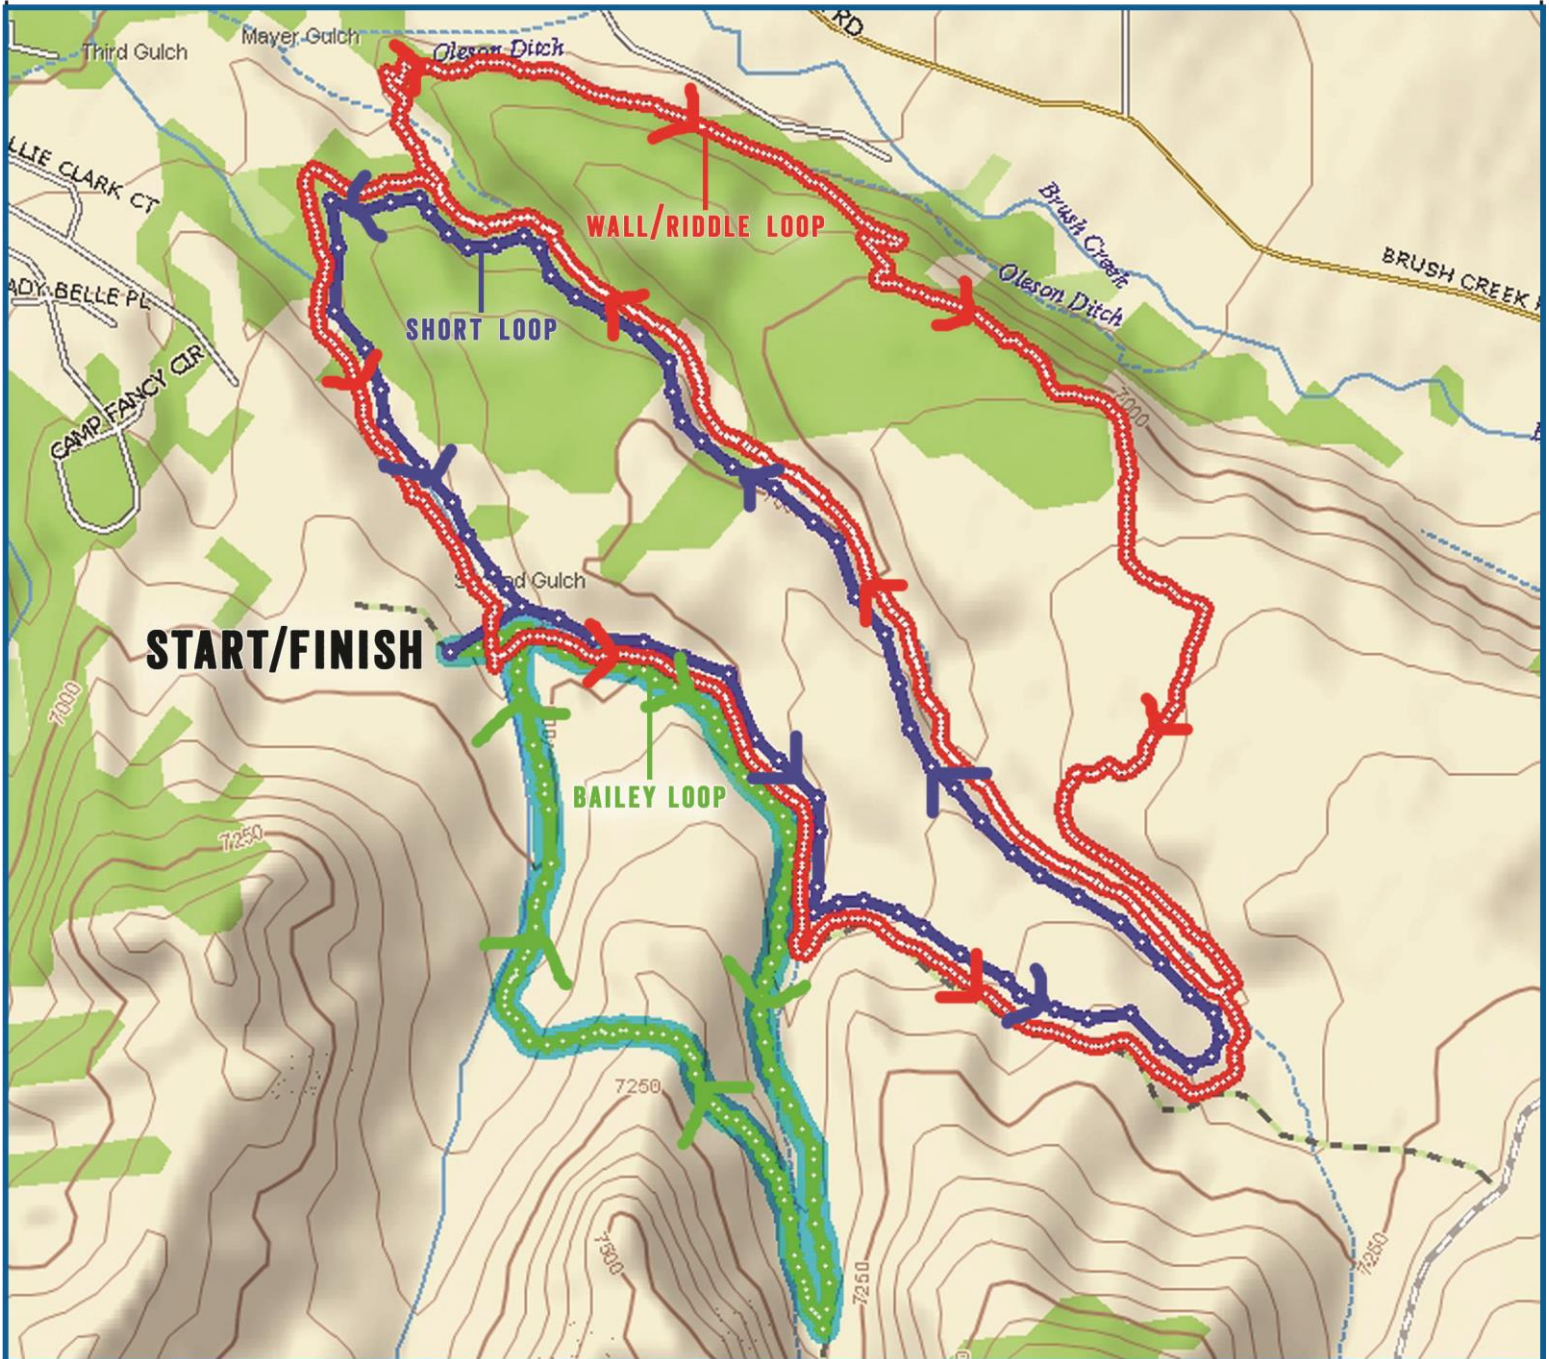 RD
Mayer Gulch
Oleson Ditch
Third Gulch
LLIE CLARK CT
WALL/RIDDLE LOOP
Brush Creek
BRUSH CREEK
ADY BELLE PL
Oleson Ditch
SHORT LOOP
CAMP FANCY CIR
7000
Gulch
START/FINISH
7000
BAILEY LOOP
7250
7250
7500
7250
7250